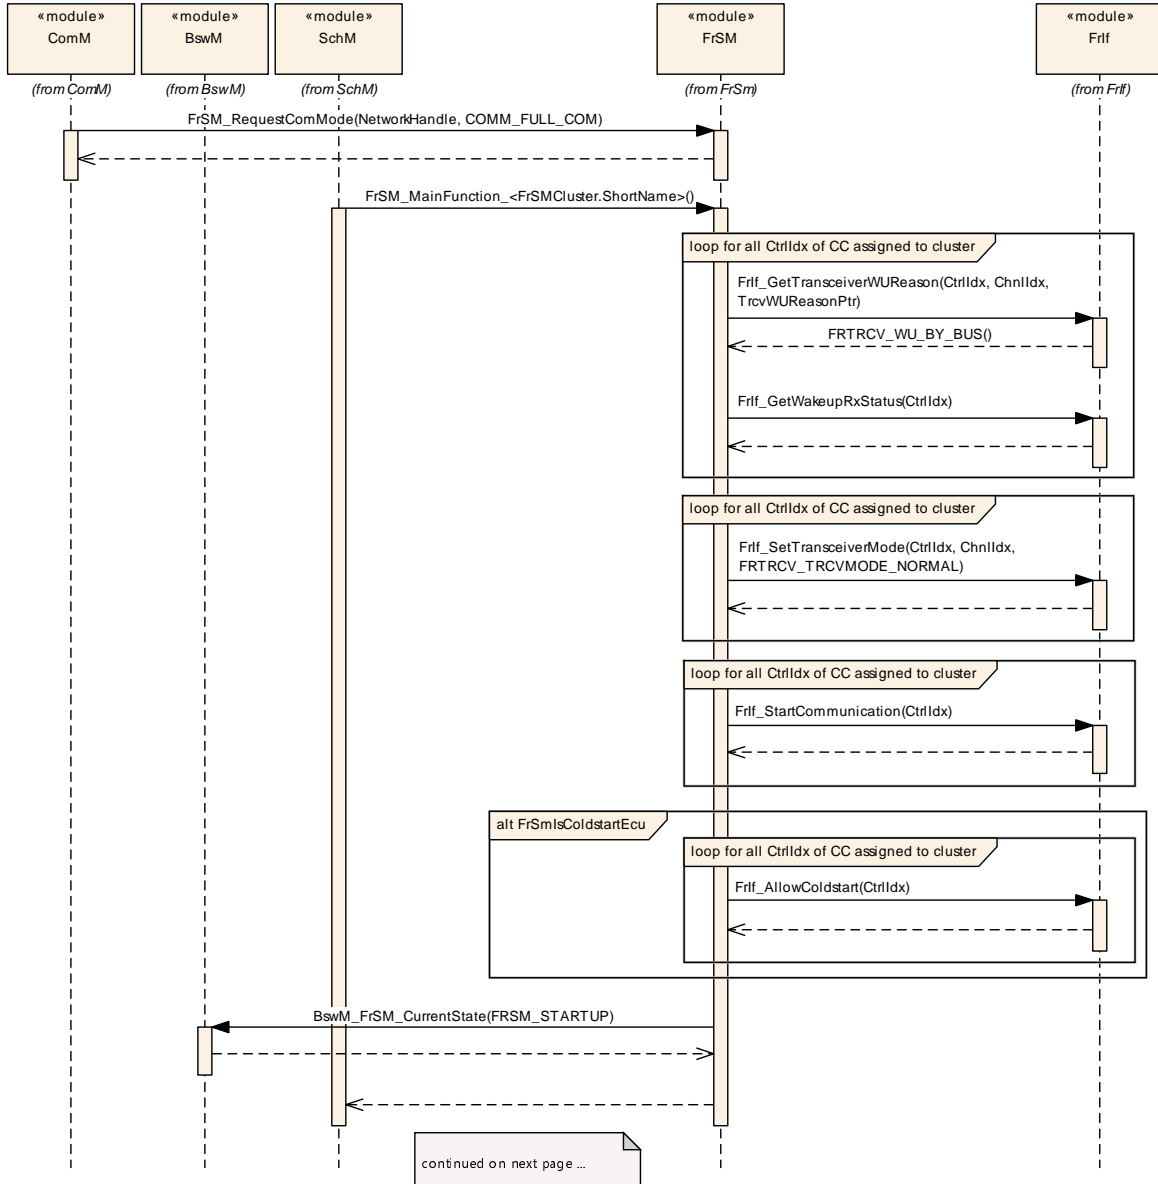 «module»
ComM
«module»
BswM
«module»
SchM
«module»
FrSM
«module»
FrIf
(from ComM)
(from BswM)
(from SchM)
(from FrSm)
(from FrIf)
FrSM_RequestComMode(NetworkHandle, COMM_FULL_COM)
FrSM_MainFunction_<FrSMCluster.ShortName>()
loop for all CtrlIdx of CC assigned to cluster
FrIf_GetTransceiverWUReason(CtrlIdx, ChnlIdx,
TrcvWUReasonPtr)
FRTRCV_WU_BY_BUS()
FrIf_GetWakeupRxStatus(CtrlIdx)
loop for all CtrlIdx of CC assigned to cluster
FrIf_SetTransceiverMode(CtrlIdx, ChnlIdx,
FRTRCV_TRCVMODE_NORMAL)
loop for all CtrlIdx of CC assigned to cluster
FrIf_StartCommunication(CtrlIdx)
alt FrSmIsColdstartEcu
loop for all CtrlIdx of CC assigned to cluster
FrIf_AllowColdstart(CtrlIdx)
BswM_FrSM_CurrentState(FRSM_STARTUP)
continued on next page ...